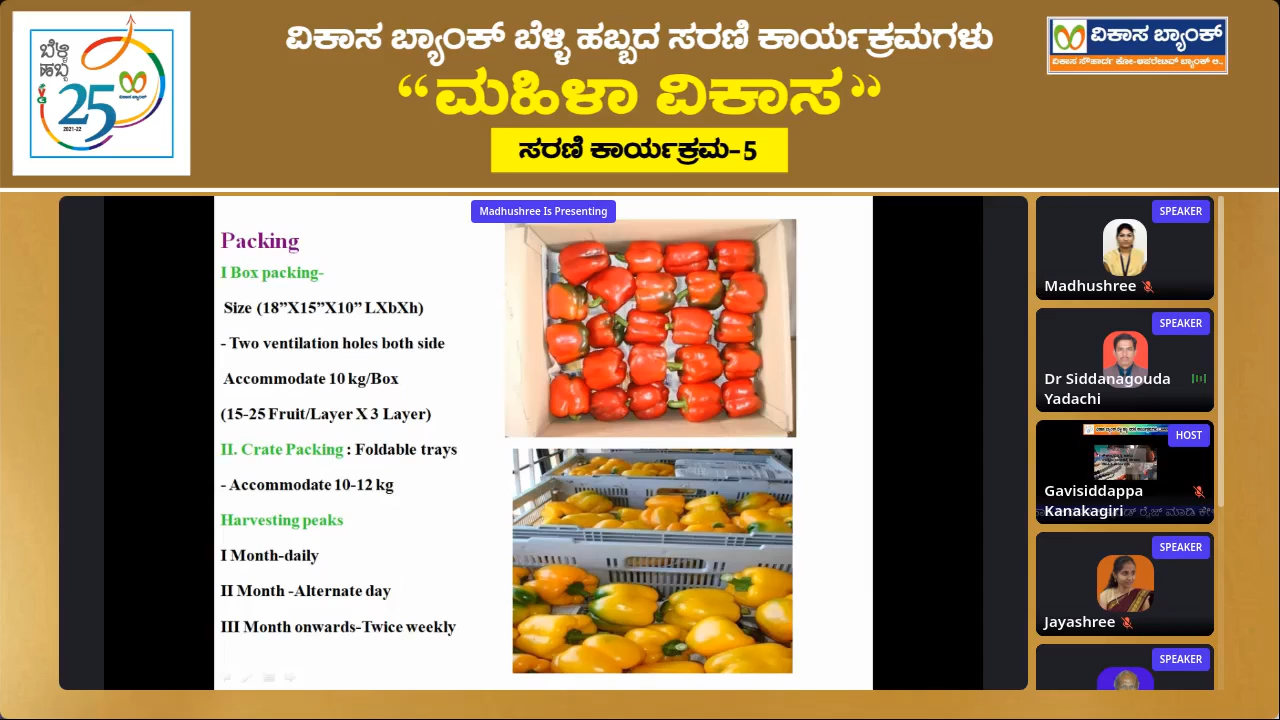 ವಿಕಾಸ ಬ್ಯಾಂಕ್ ಬೆಳ್ಳಿ ಹಬ್ಬದ ಸರಣಿ ಕಾರ್ಯಕ್ರಮಗಳು
“ಮಹಿಳಾ ವಿಕಾಸ”
ಸರಣಿ ಕಾರ್ಯಕ್ರಮ-5
ಬೆಳ್ಳಿ
ಹಬ್ಬ
25
2021-22
ವಿಕಾಸ ಬ್ಯಾಂಕ್
ವಿಕಾಸ ಸೌಹಾರ್ದ ಕೋ-ಆಪರೇಟಿವ್ ಬ್ಯಾಂಕ್ ಲಿ.,
Madhushree Is Presenting
Packing
I Box packing-
Size (18”X15”X10” LXbXh)
- Two ventilation holes both side
Accommodate 10 kg/Box
(15-25 Fruit/Layer X 3 Layer)
II. Crate Packing : Foldable trays
- Accommodate 10-12 kg
Harvesting peaks
I Month-daily
II Month -Alternate day
III Month onwards-Twice weekly
SPEAKER
Madhushree
SPEAKER
Dr Siddanagouda
Yadachi
HOST
Gavisiddappa
Kanakagiri
SPEAKER
Jayashree
SPEAKER